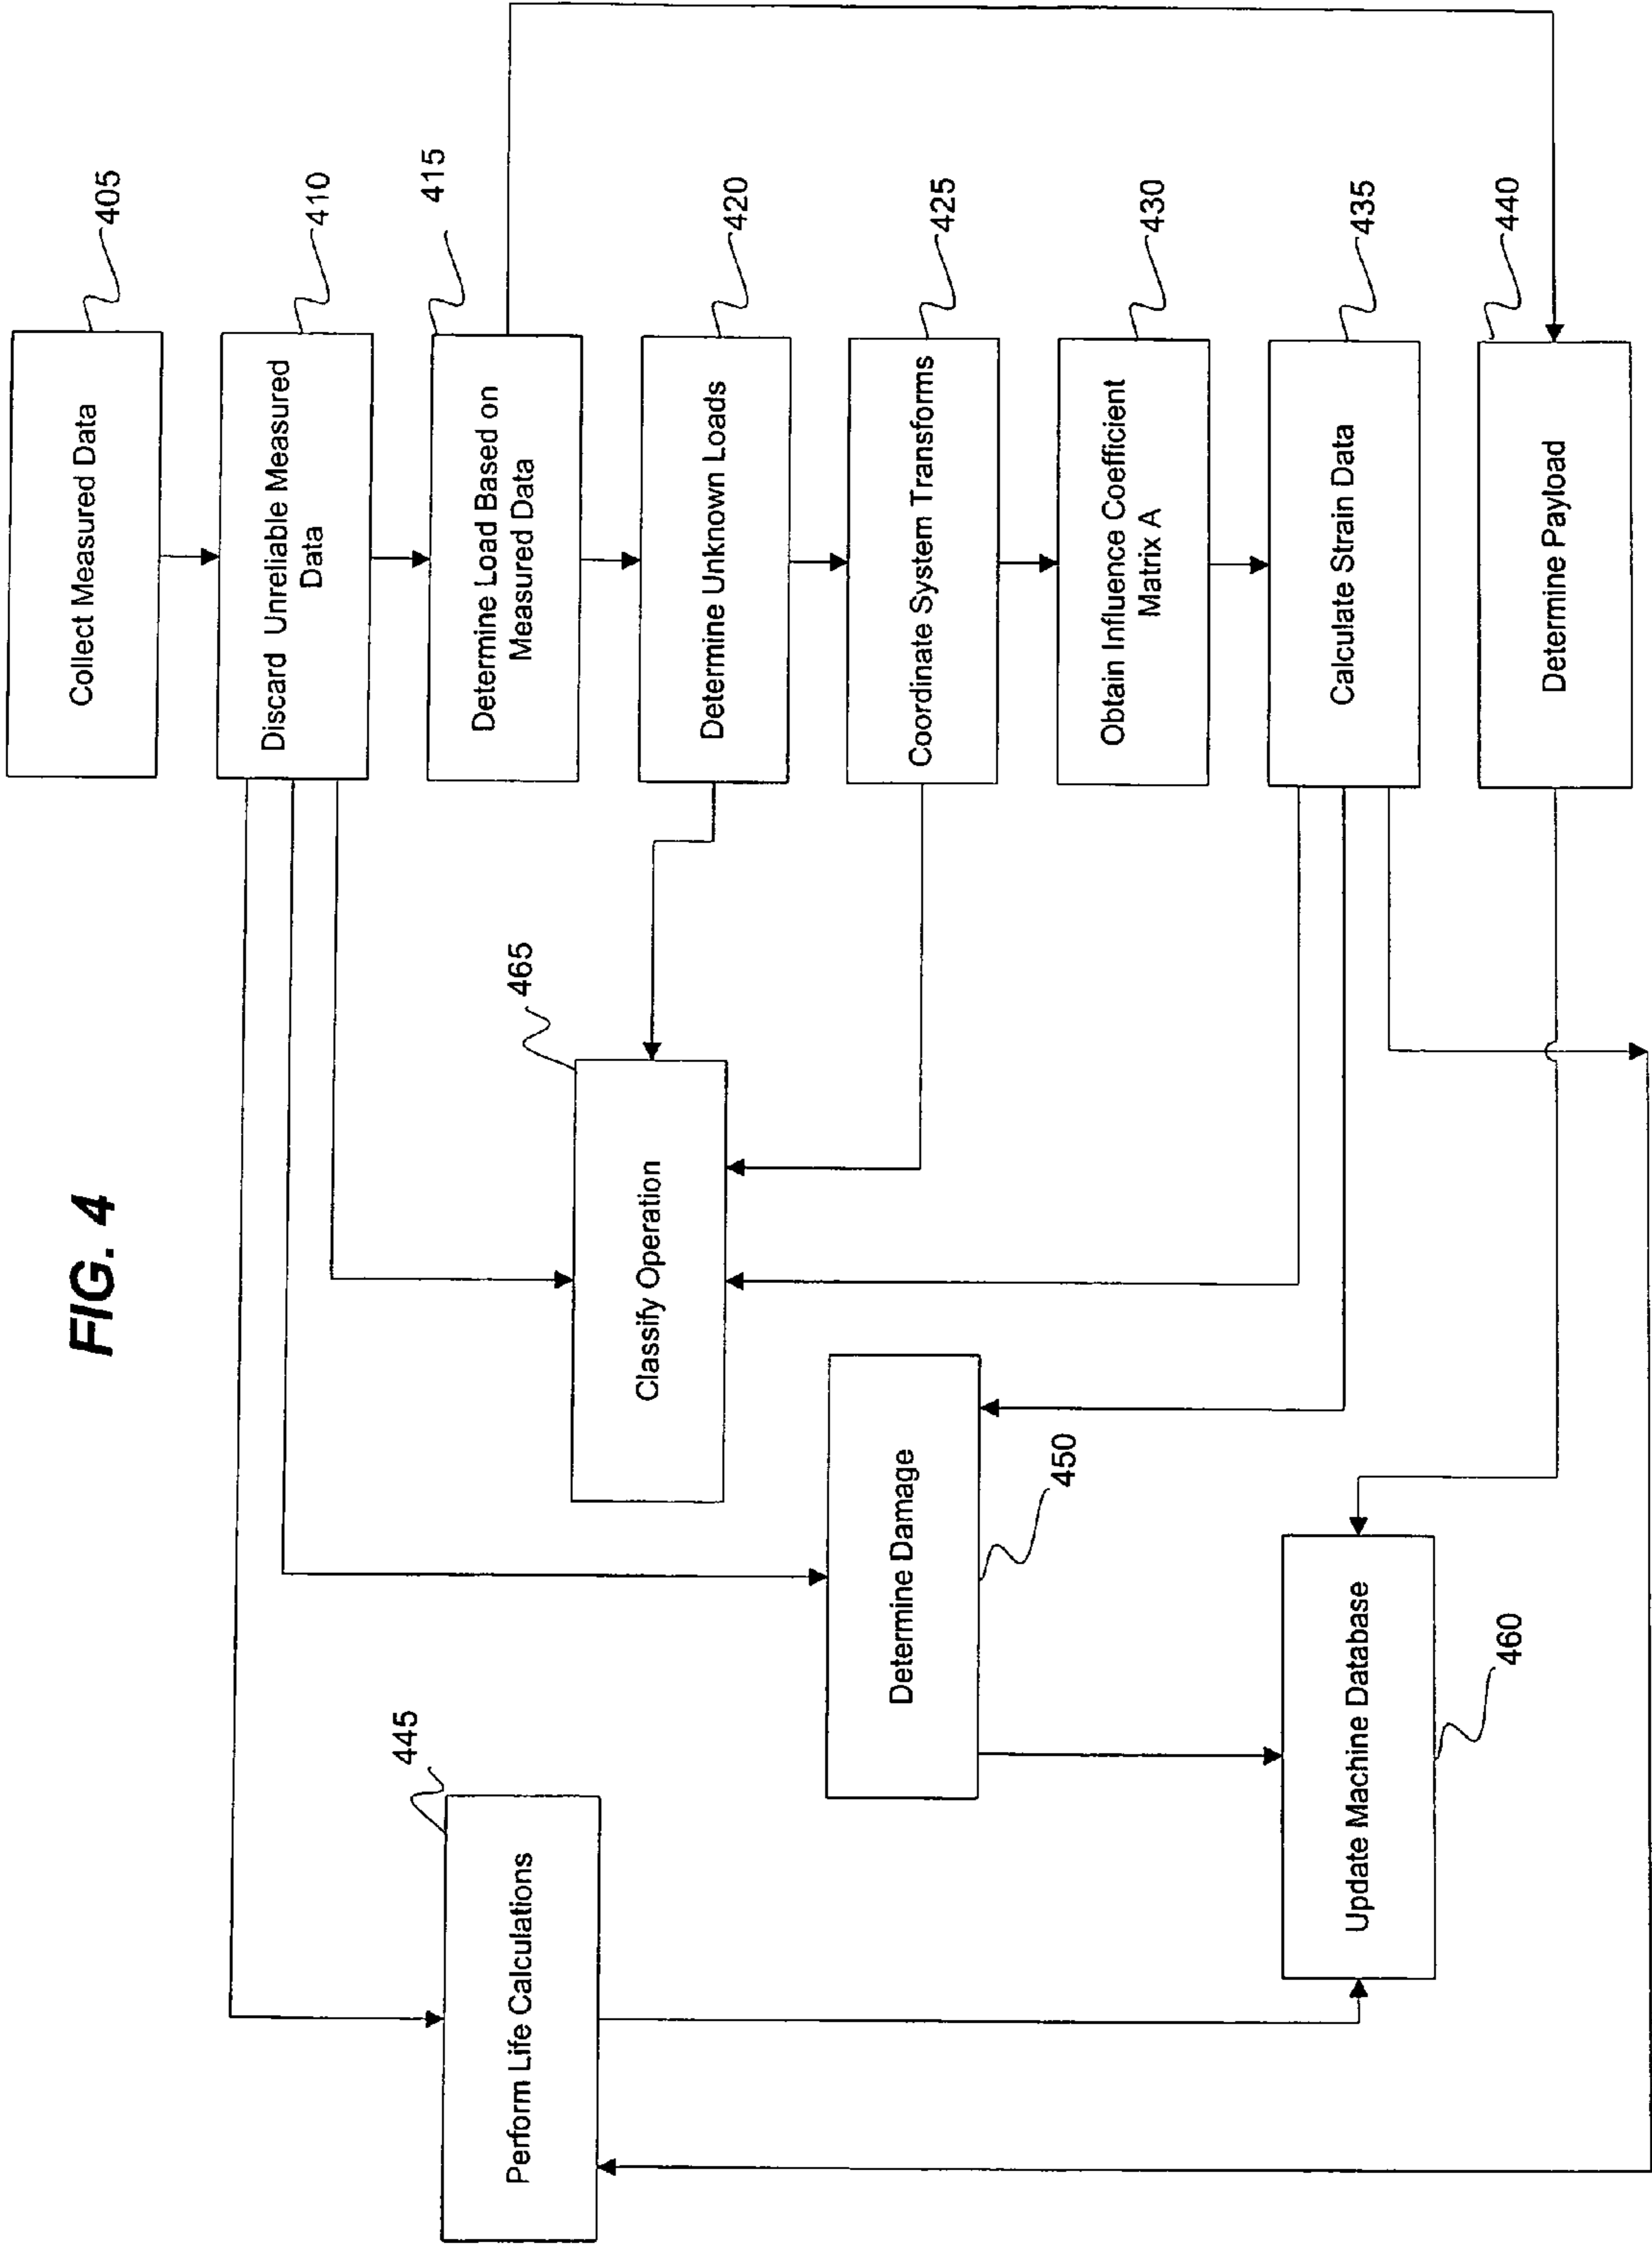 FIG. 4
Collect Measured Data
405
Discard Unreliable Measured
Data
410
Determine Load Based on
Measured Data
415
Determine Unknown Loads
420
Coordinate System Transforms
425
Obtain Influence Coefficient
Matrix A
430
Calculate Strain Data
435
Determine Payload
440
Classify Operation
465
Determine Damage
450
Perform Life Calculations
445
Update Machine Database
460